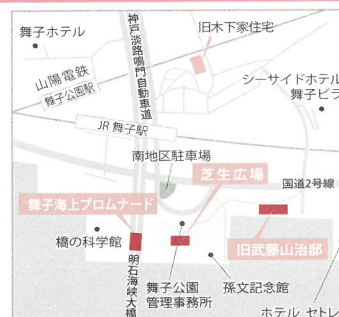 神戸淡路鳴門自動車道
旧木下家住宅
舞子ホテル
山陽電鉄
舞子公園駅
シーサイドホテル
舞子ビラ
JR 舞子駅
南地区駐車場
芝生広場
国道2号線
舞子海上プロムナード
橋の科学館
旧武藤山治邸
明石海峡大橋
舞子公園
管理事務所
孫文記念館
ホテル セトレ